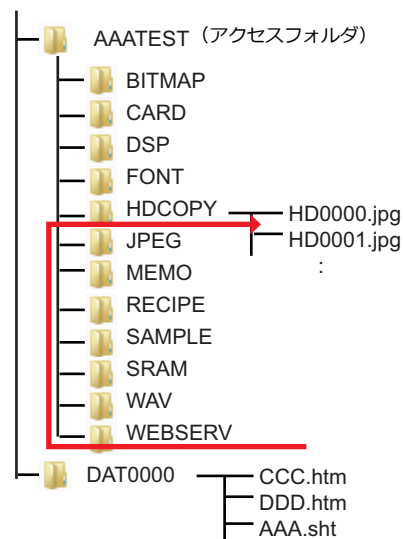 AAATEST（アクセスフォルダ）
BITMAP
CARD
DSP
FONT
HDCOPY HD0000.jpg
JPEG HD0001.jpg
MEMO :
RECIPE
SAMPLE
SRAM
WAV
WEBSERV
DAT0000 CCC.htm
DDD.htm
AAA.sht